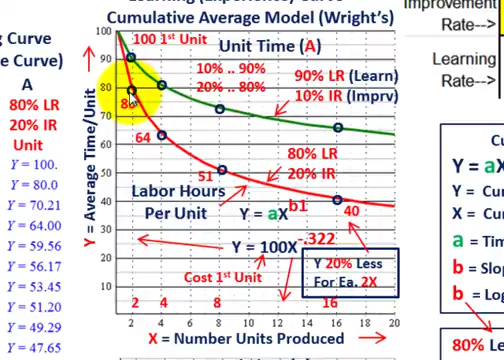 Learning (Experience) Curve
Cumulative Average Model (Wright's)
Improvement
Rate-->
Learning
Rate-->
g Curve
e Curve)
A
80% LR
20% IR
Unit
Y = 100.
Y = 80.0
Y = 70.21
Y = 64.00
Y = 59.56
Y = 56.17
Y = 53.45
Y = 51.20
Y = 49.29
Y = 47.65
Y = Average Time/Unit
100
90
80
70
60
50
40
30
20
10
100 1st Unit
Unit Time (A)
10% .. 90%
20% .. 80%
90% LR (Learn)
10% IR (Imprv)
64
80% LR
20% IR
51
40
Labor Hours
Per Unit
Y = aX^b1
Y = 100X^-.322
Cost 1st Unit
Y 20% Less
For Ea. 2X
2 4 8 16
2 4 6 8 10 12 14 16 18 20
X = Number Units Produced
Cu
Y = aX
Y = Cum
X = Cum
a = Tim
b = Slop
b = Log
80% Le